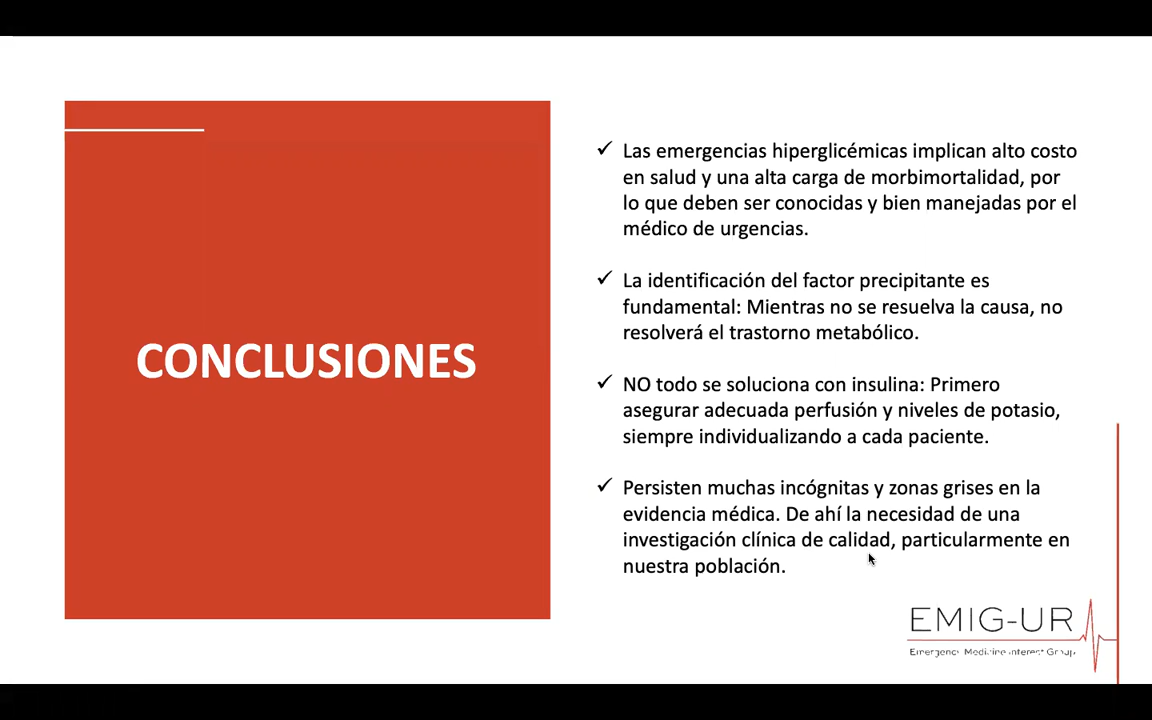 CONCLUSIONES
✓ Las emergencias hiperglicémicas implican alto costo
en salud y una alta carga de morbimortalidad, por
lo que deben ser conocidas y bien manejadas por el
médico de urgencias.
✓ La identificación del factor precipitante es
fundamental: Mientras no se resuelva la causa, no
resolverá el trastorno metabólico.
✓ NO todo se soluciona con insulina: Primero
asegurar adecuada perfusión y niveles de potasio,
siempre individualizando a cada paciente.
✓ Persisten muchas incógnitas y zonas grises en la
evidencia médica. De ahí la necesidad de una
investigación clínica de calidad, particularmente en
nuestra población.
EMIG-UR
Emergency Medicine Interest Group